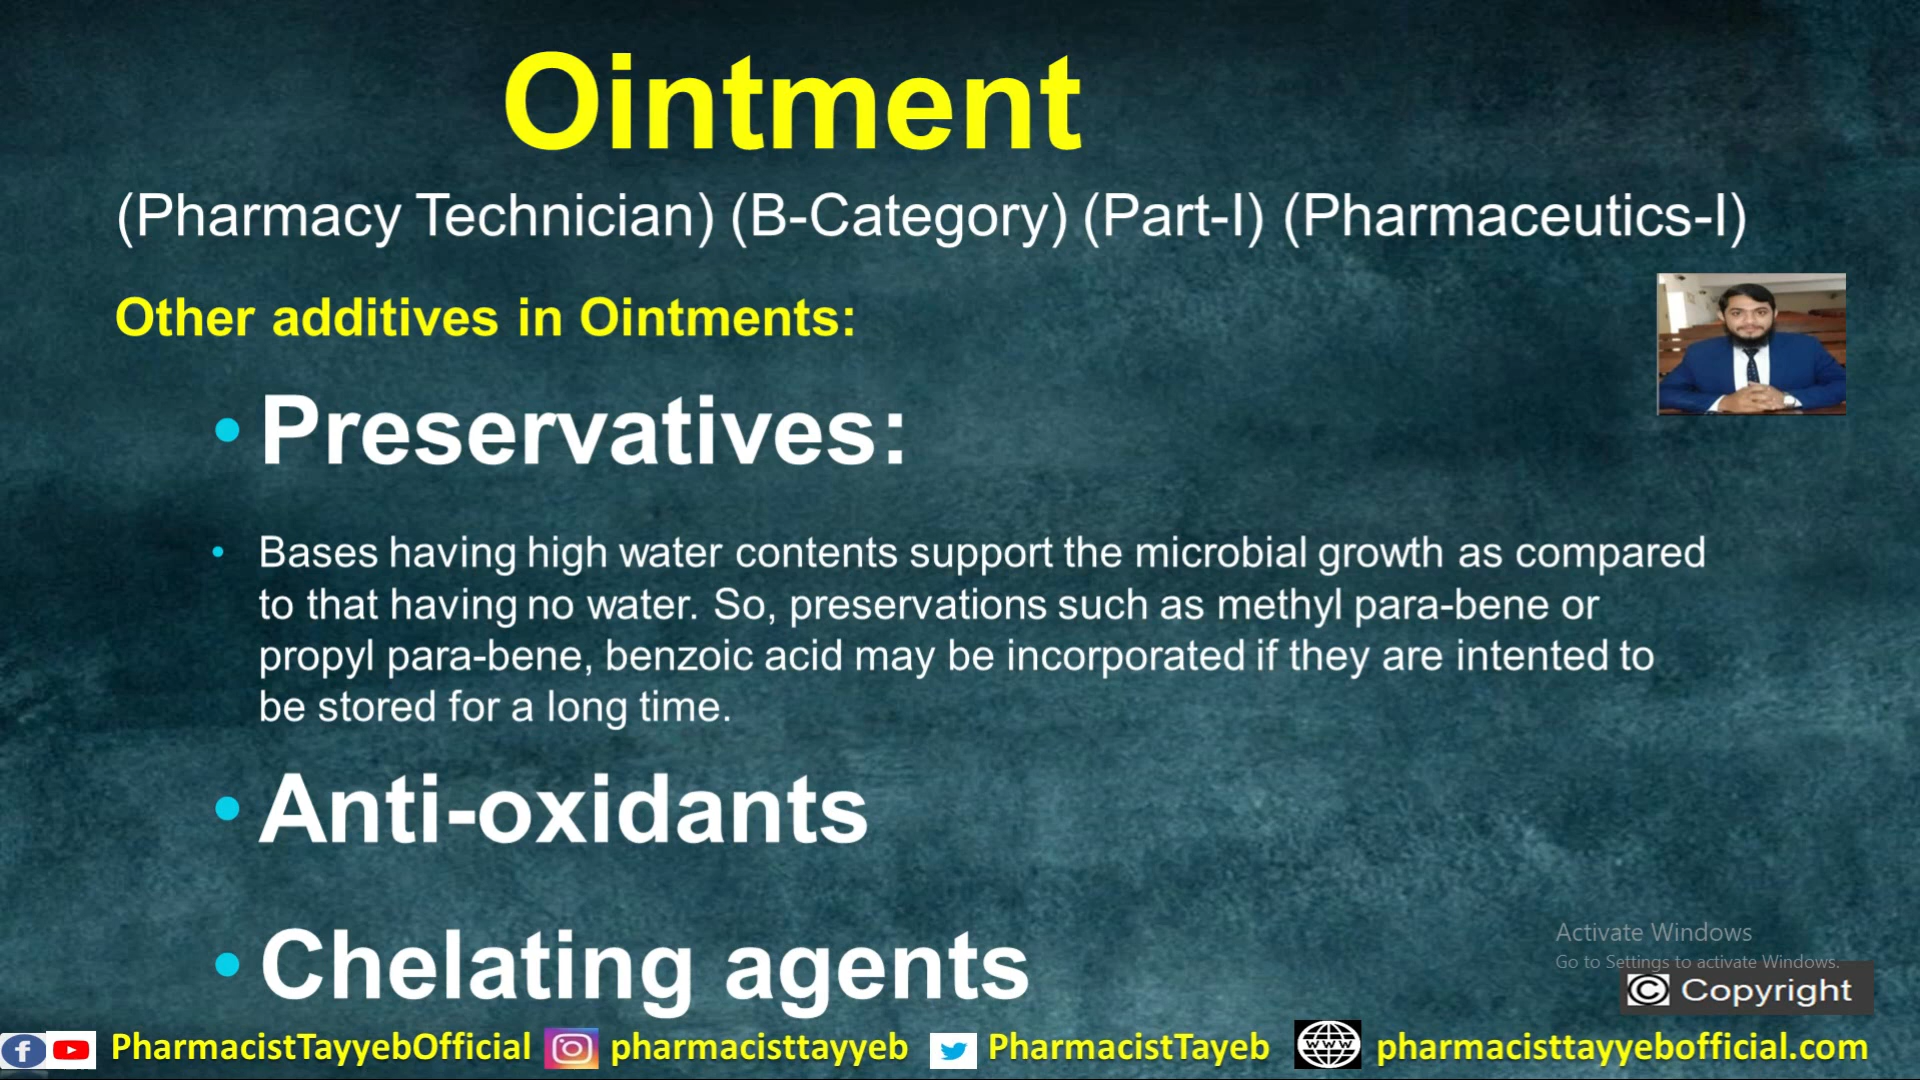 Ointment
(Pharmacy Technician) (B-Category) (Part-I) (Pharmaceutics-I)
Other additives in Ointments:
• Preservatives:
• Bases having high water contents support the microbial growth as compared
to that having no water. So, preservations such as methyl para-bene or
propyl para-bene, benzoic acid may be incorporated if they are intented to
be stored for a long time.
• Anti-oxidants
• Chelating agents
Activate Windows
Go to Settings to activate Windows.
© Copyright
f PharmacistTayyebOfficial pharmacisttayyeb PharmacistTayeb www pharmacisttayyebofficial.com